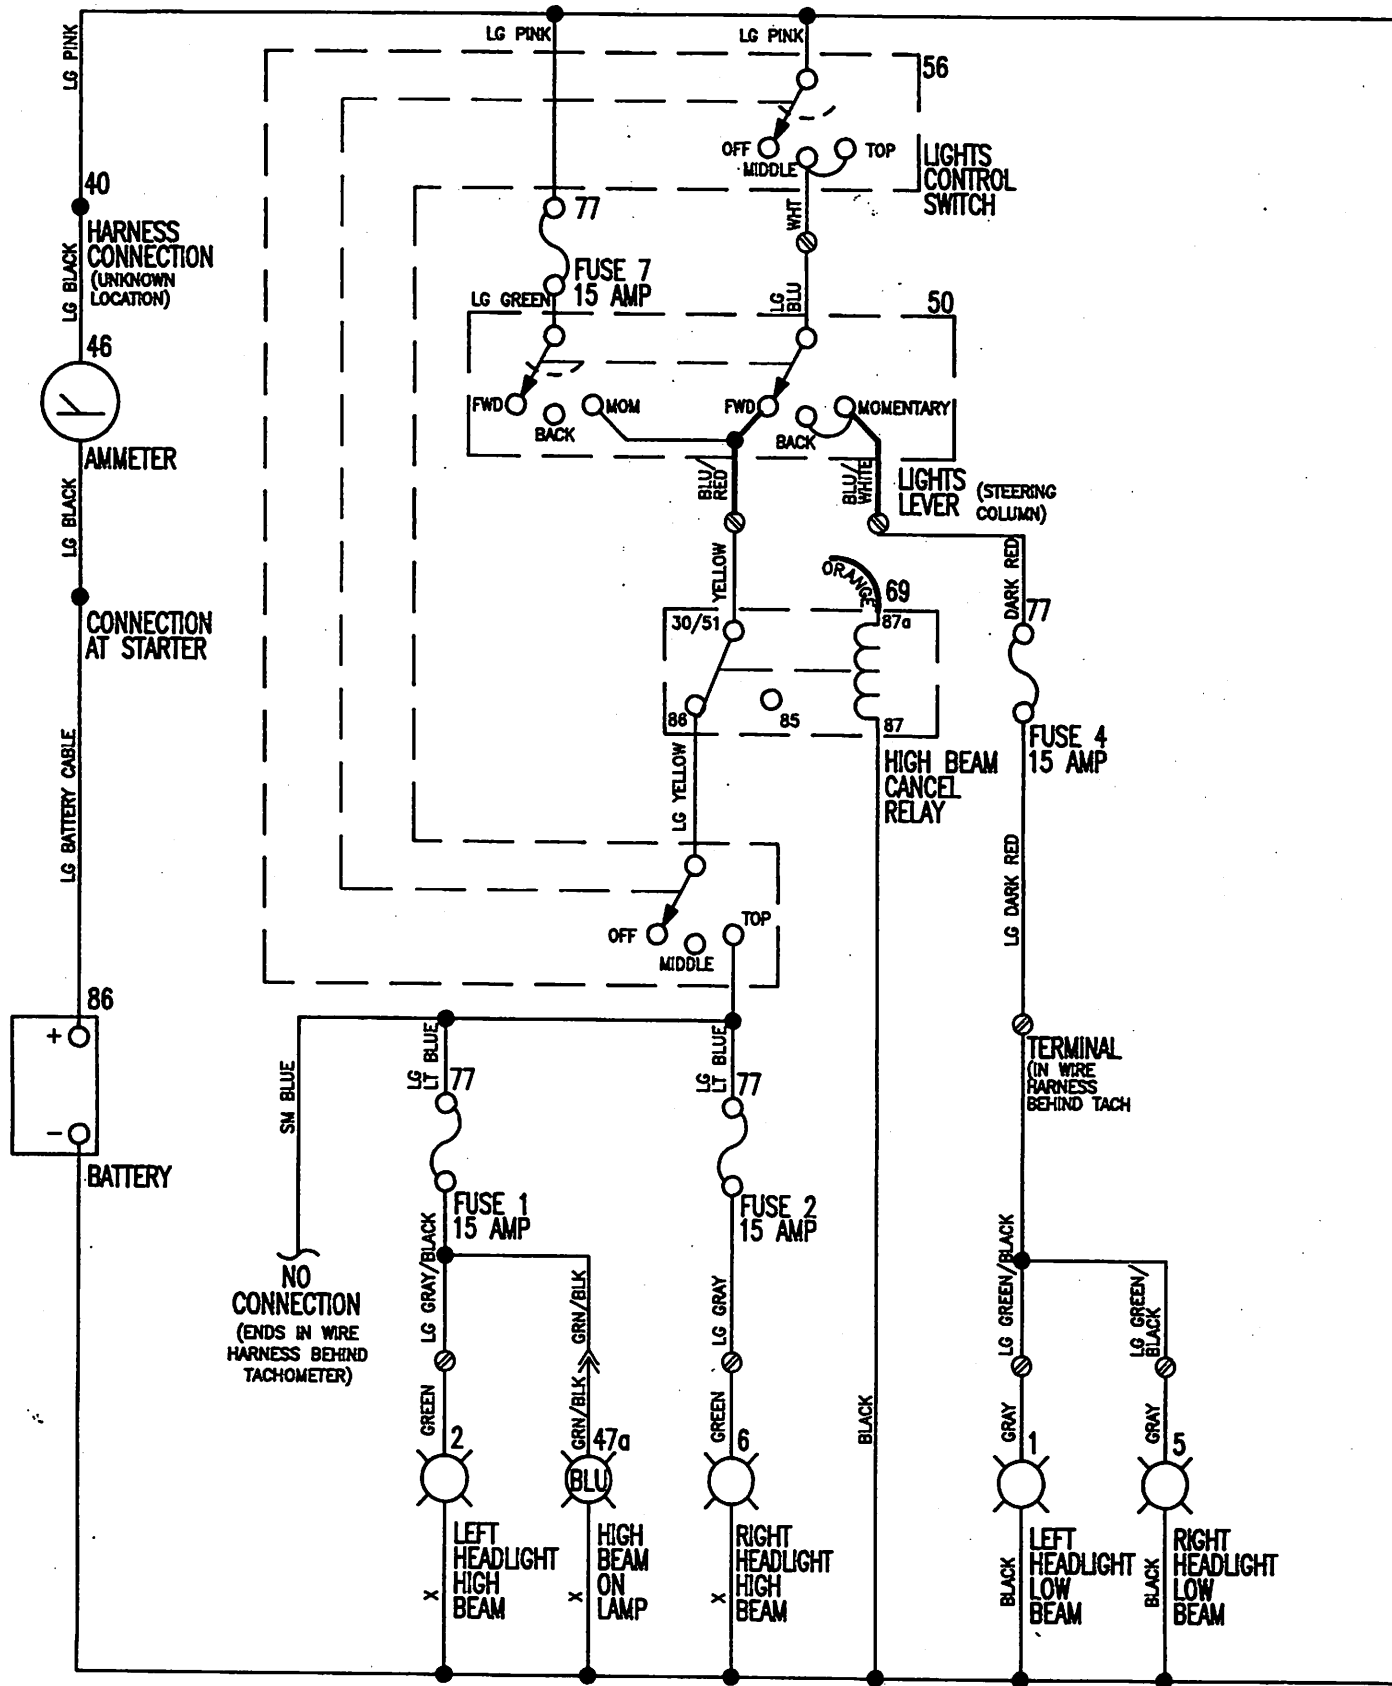 LG PINK
LG PINK
LG PINK
56
OFF
MIDDLE
TOP
LIGHTS
CONTROL
SWITCH
40
HARNESS
CONNECTION
(UNKNOWN
LOCATION)
LG BLACK
77
FUSE 7
15 AMP
WHT
LG
BLU
LG GREEN
50
46
AMMETER
FWD
BACK
MOM
FWD
BACK
MOMENTARY
BLU/
RED
BLU/
WHITE
LIGHTS
LEVER
(STEERING
COLUMN)
LG BLACK
CONNECTION
AT STARTER
YELLOW
ORANGE
69
DARK RED
77
30/51
87a
86
85
87
HIGH BEAM
CANCEL
RELAY
FUSE 4
15 AMP
LG BATTERY CABLE
LG YELLOW
LG DARK RED
OFF
MIDDLE
TOP
86
+
-
BATTERY
SM BLUE
LG
LT BLUE
77
LG
LT BLUE
77
TERMINAL
(IN WIRE
HARNESS
BEHIND TACH
FUSE 1
15 AMP
FUSE 2
15 AMP
NO
CONNECTION
(ENDS IN WIRE
HARNESS BEHIND
TACHOMETER)
LG GRAY/BLACK
GRN/BLK
LG GRAY
LG GREEN/BLACK
LG GREEN/
BLACK
GREEN
GRN/BLK
GREEN
BLACK
GRAY
GRAY
2
47a
BLU
6
1
5
LEFT
HEADLIGHT
HIGH
BEAM
X
HIGH
BEAM
ON
LAMP
X
RIGHT
HEADLIGHT
HIGH
BEAM
X
LEFT
HEADLIGHT
LOW
BEAM
BLACK
RIGHT
HEADLIGHT
LOW
BEAM
BLACK